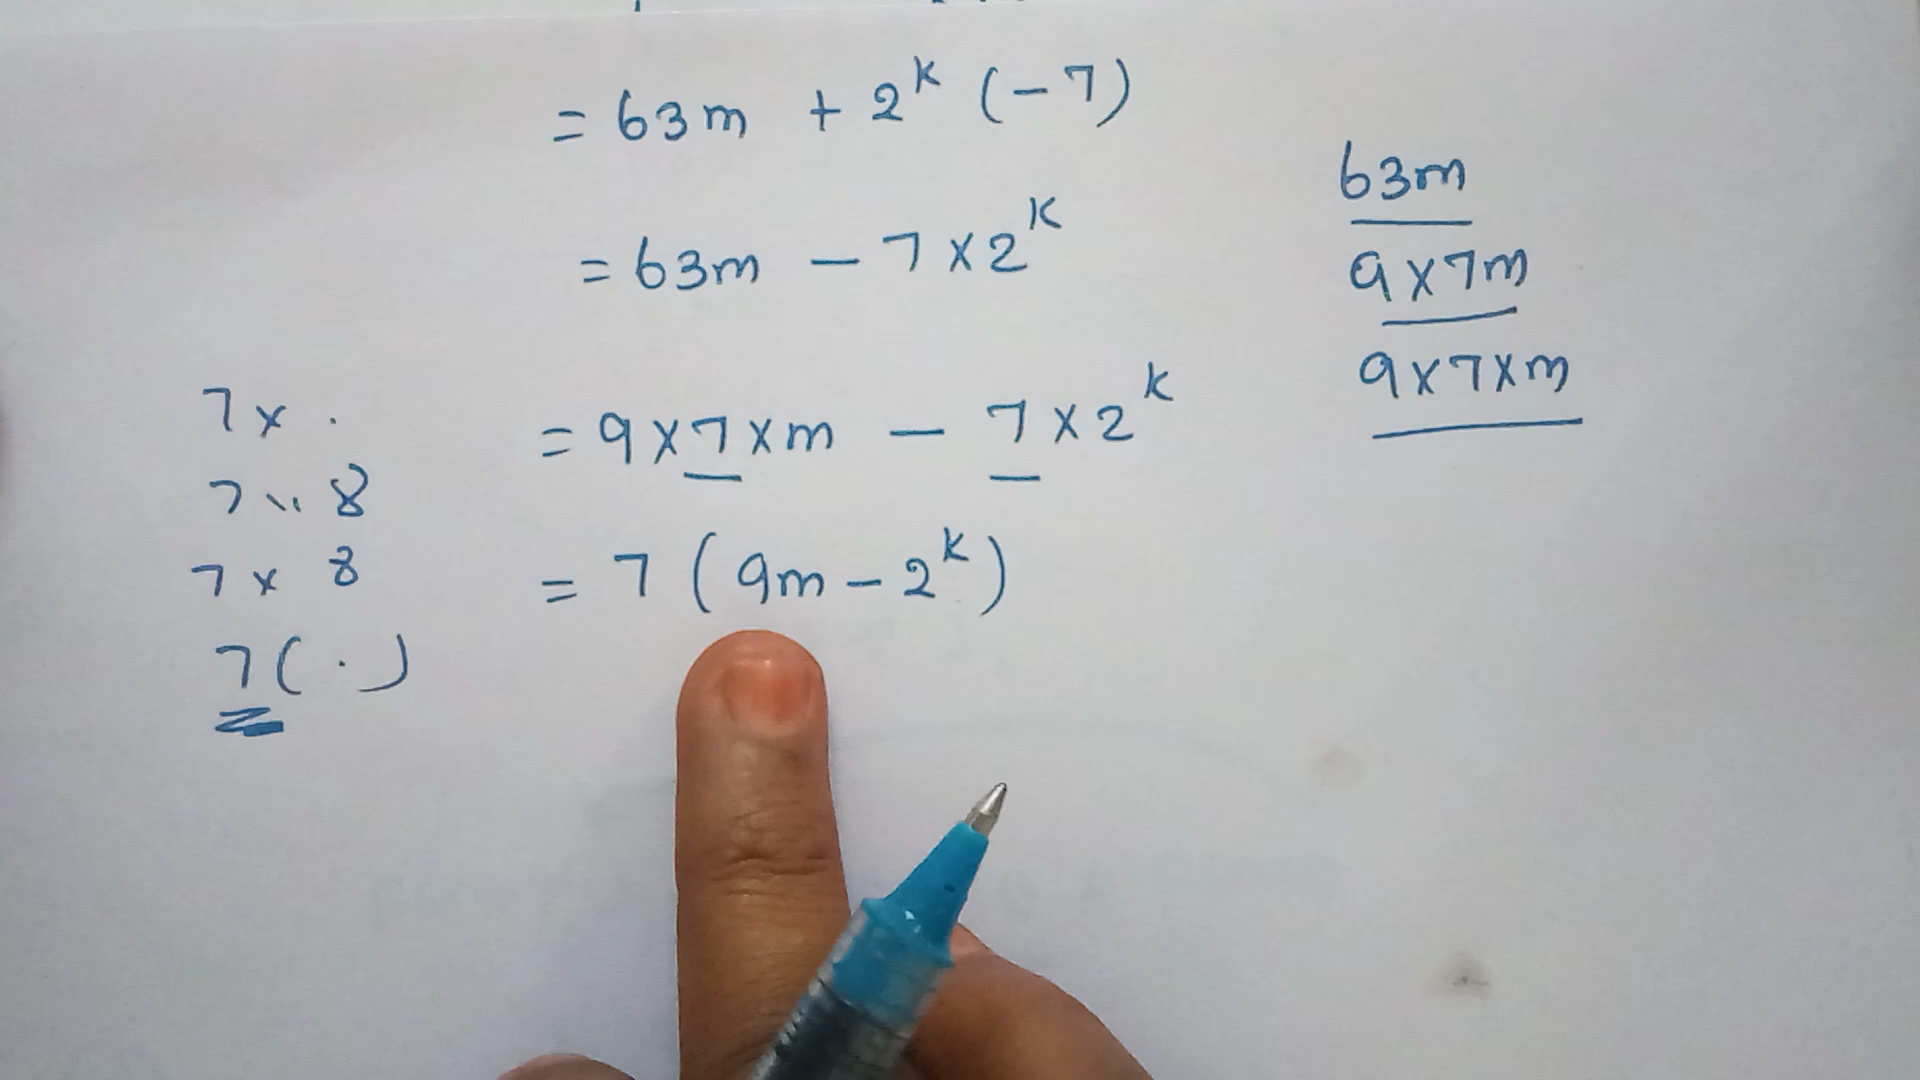 = 63m + 2^k (-7)
= 63m - 7 × 2^k
= 9 × 7 × m - 7 × 2^k
= 7 (9m - 2^k)
63m
9 × 7m
9 × 7 × m
7 × .
7 8
7 × 8
7 ( . )